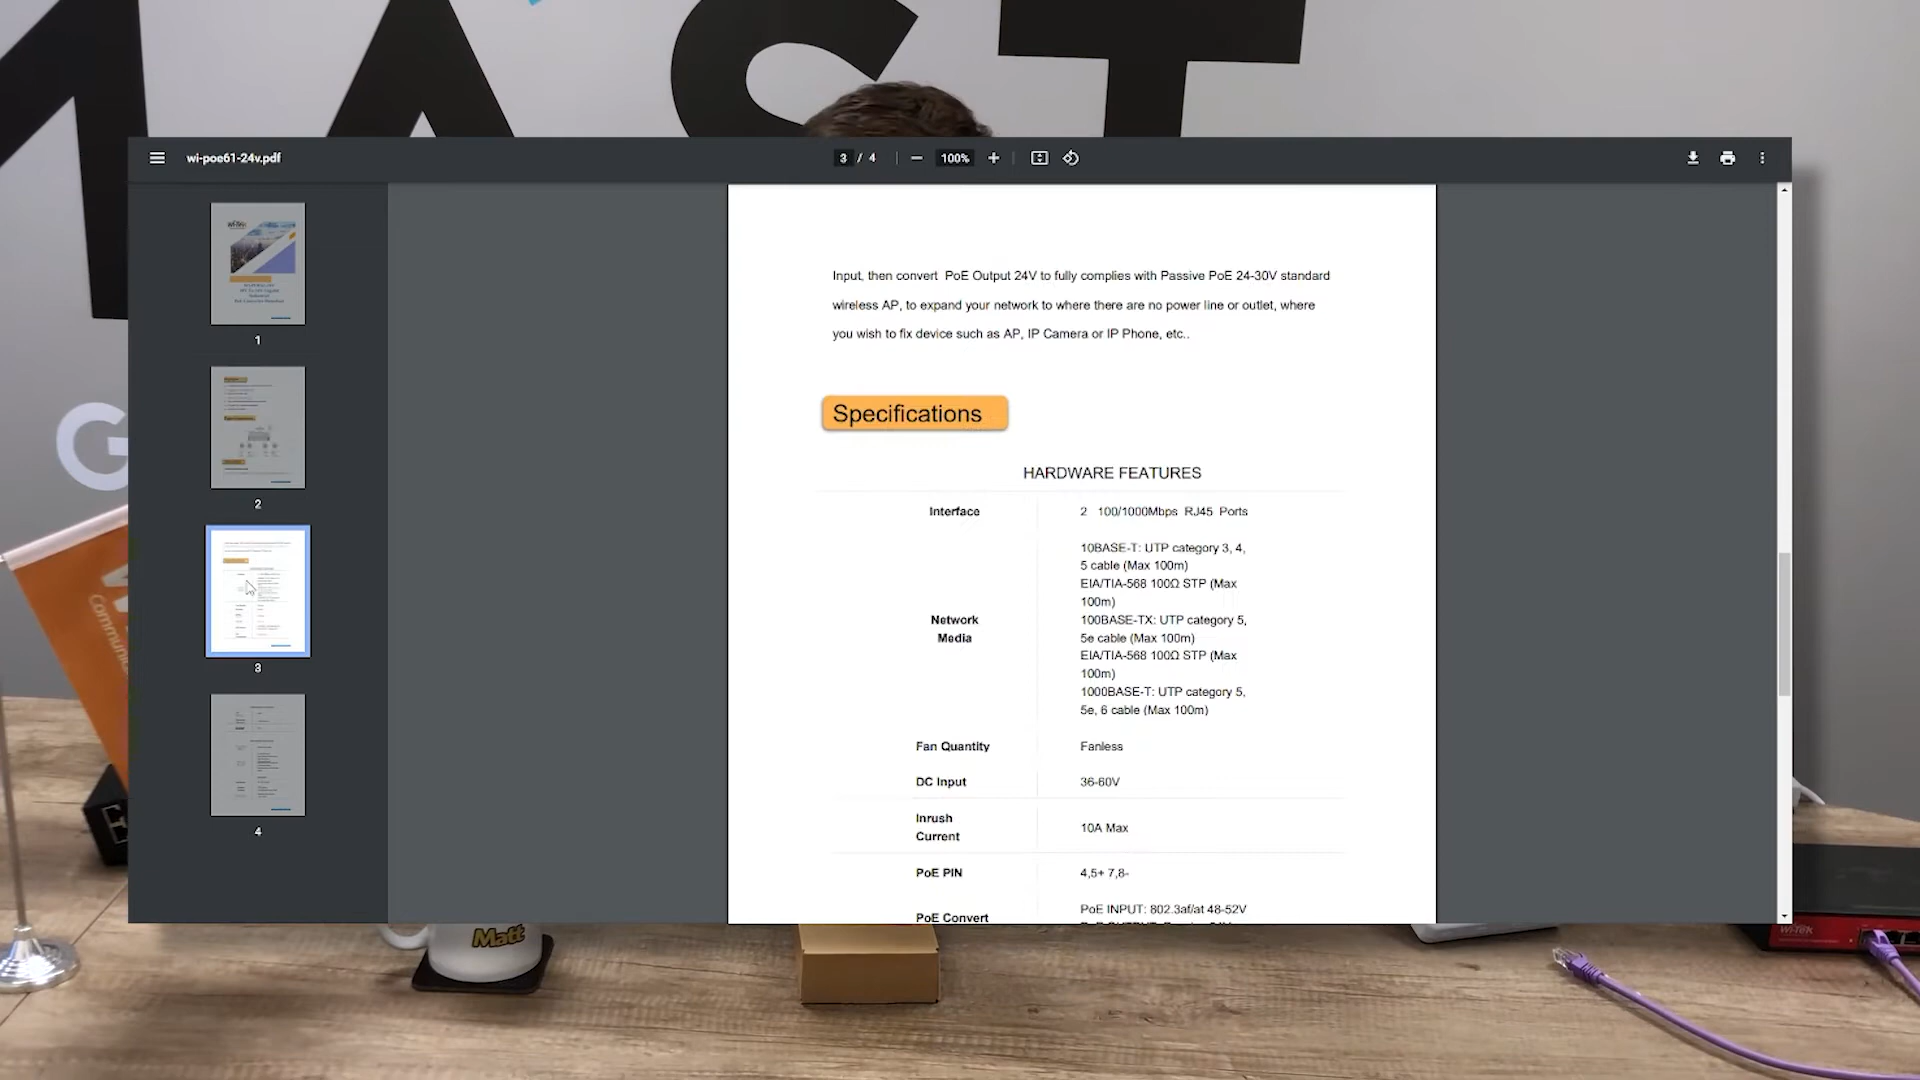 AST
wi-poe61-24v.pdf
3 / 4
100%
Input, then convert PoE Output 24V to fully complies with Passive PoE 24-30V standard
wireless AP, to expand your network to where there are no power line or outlet, where
you wish to fix device such as AP, IP Camera or IP Phone, etc..
Specifications
HARDWARE FEATURES
Interface
2 100/1000Mbps RJ45 Ports
Network
Media
10BASE-T: UTP category 3, 4,
5 cable (Max 100m)
EIA/TIA-568 100Ω STP (Max
100m)
100BASE-TX: UTP category 5,
5e cable (Max 100m)
EIA/TIA-568 100Ω STP (Max
100m)
1000BASE-T: UTP category 5,
5e, 6 cable (Max 100m)
Fan Quantity
Fanless
DC Input
36-60V
Inrush
Current
10A Max
PoE PIN
4,5+ 7,8-
PoE Convert
PoE INPUT: 802.3af/at 48-52V
1
2
3
4
G
Matt
Wi-Tek